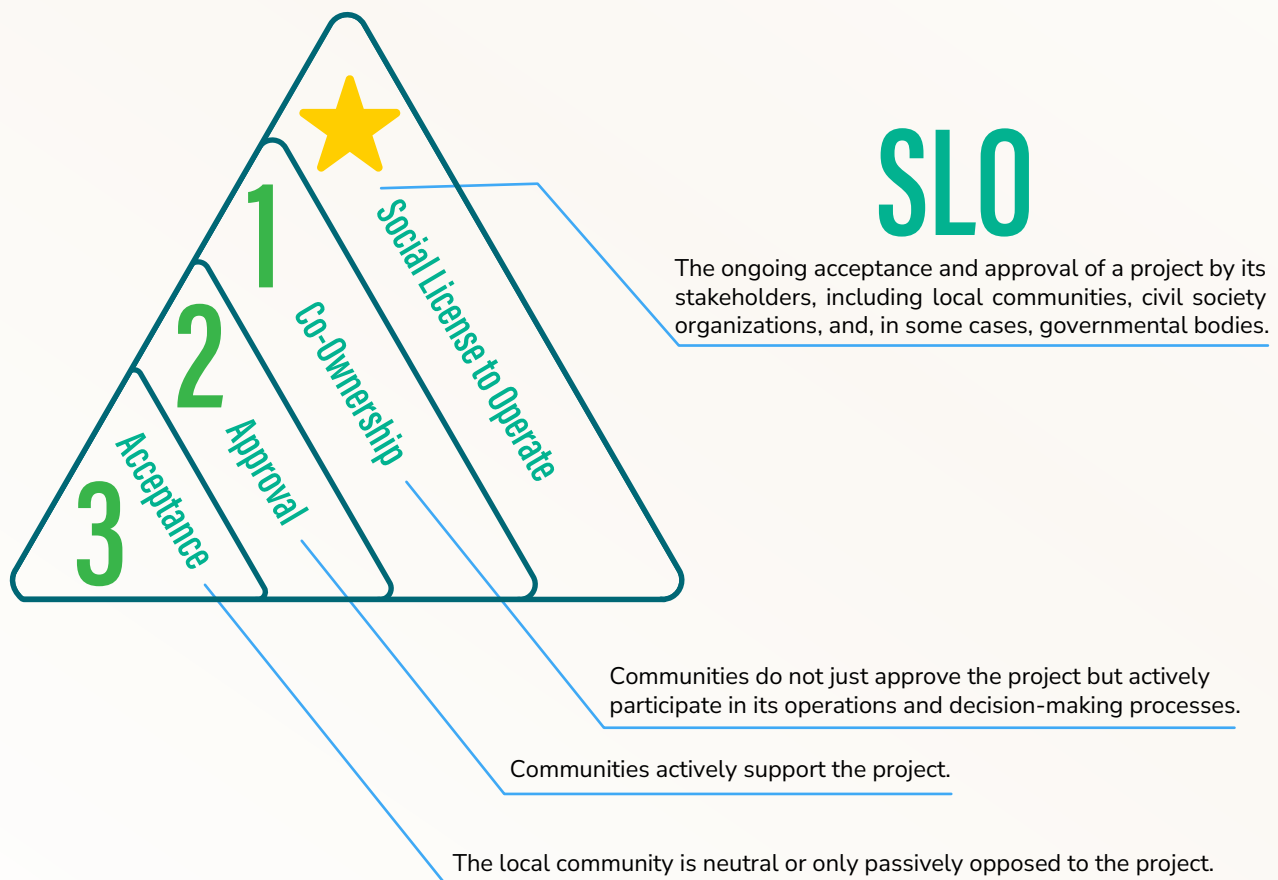 SLO
The ongoing acceptance and approval of a project by its
stakeholders, including local communities, civil society
organizations, and, in some cases, governmental bodies.
Social License to Operate
1
Co-Ownership
2
Approval
3
Acceptance
Communities do not just approve the project but actively
participate in its operations and decision-making processes.
Communities actively support the project.
The local community is neutral or only passively opposed to the project.